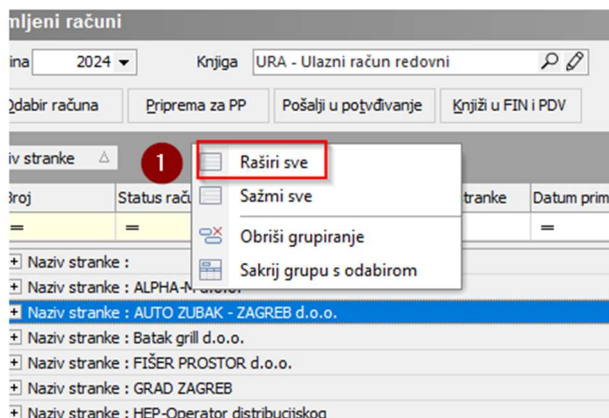 mljeni računi
ina 2024 Knjiga URA - Ulazni račun redovni
Odabir računa Priprema za PP Pošalji u potvđivanje Knjiži u FIN i PDV
iv stranke
1 Raširi sve
Sažmi sve
Obriši grupiranje
Sakrij grupu s odabirom
Broj Status raču tranke Datum prim
= = =
+ Naziv stranke :
+ Naziv stranke : ALPHA-M d.o.o.
+ Naziv stranke : AUTO ZUBAK - ZAGREB d.o.o.
+ Naziv stranke : Batak grill d.o.o.
+ Naziv stranke : FIŠER PROSTOR d.o.o.
+ Naziv stranke : GRAD ZAGREB
+ Naziv stranke : HEP-Operator distribucijskog